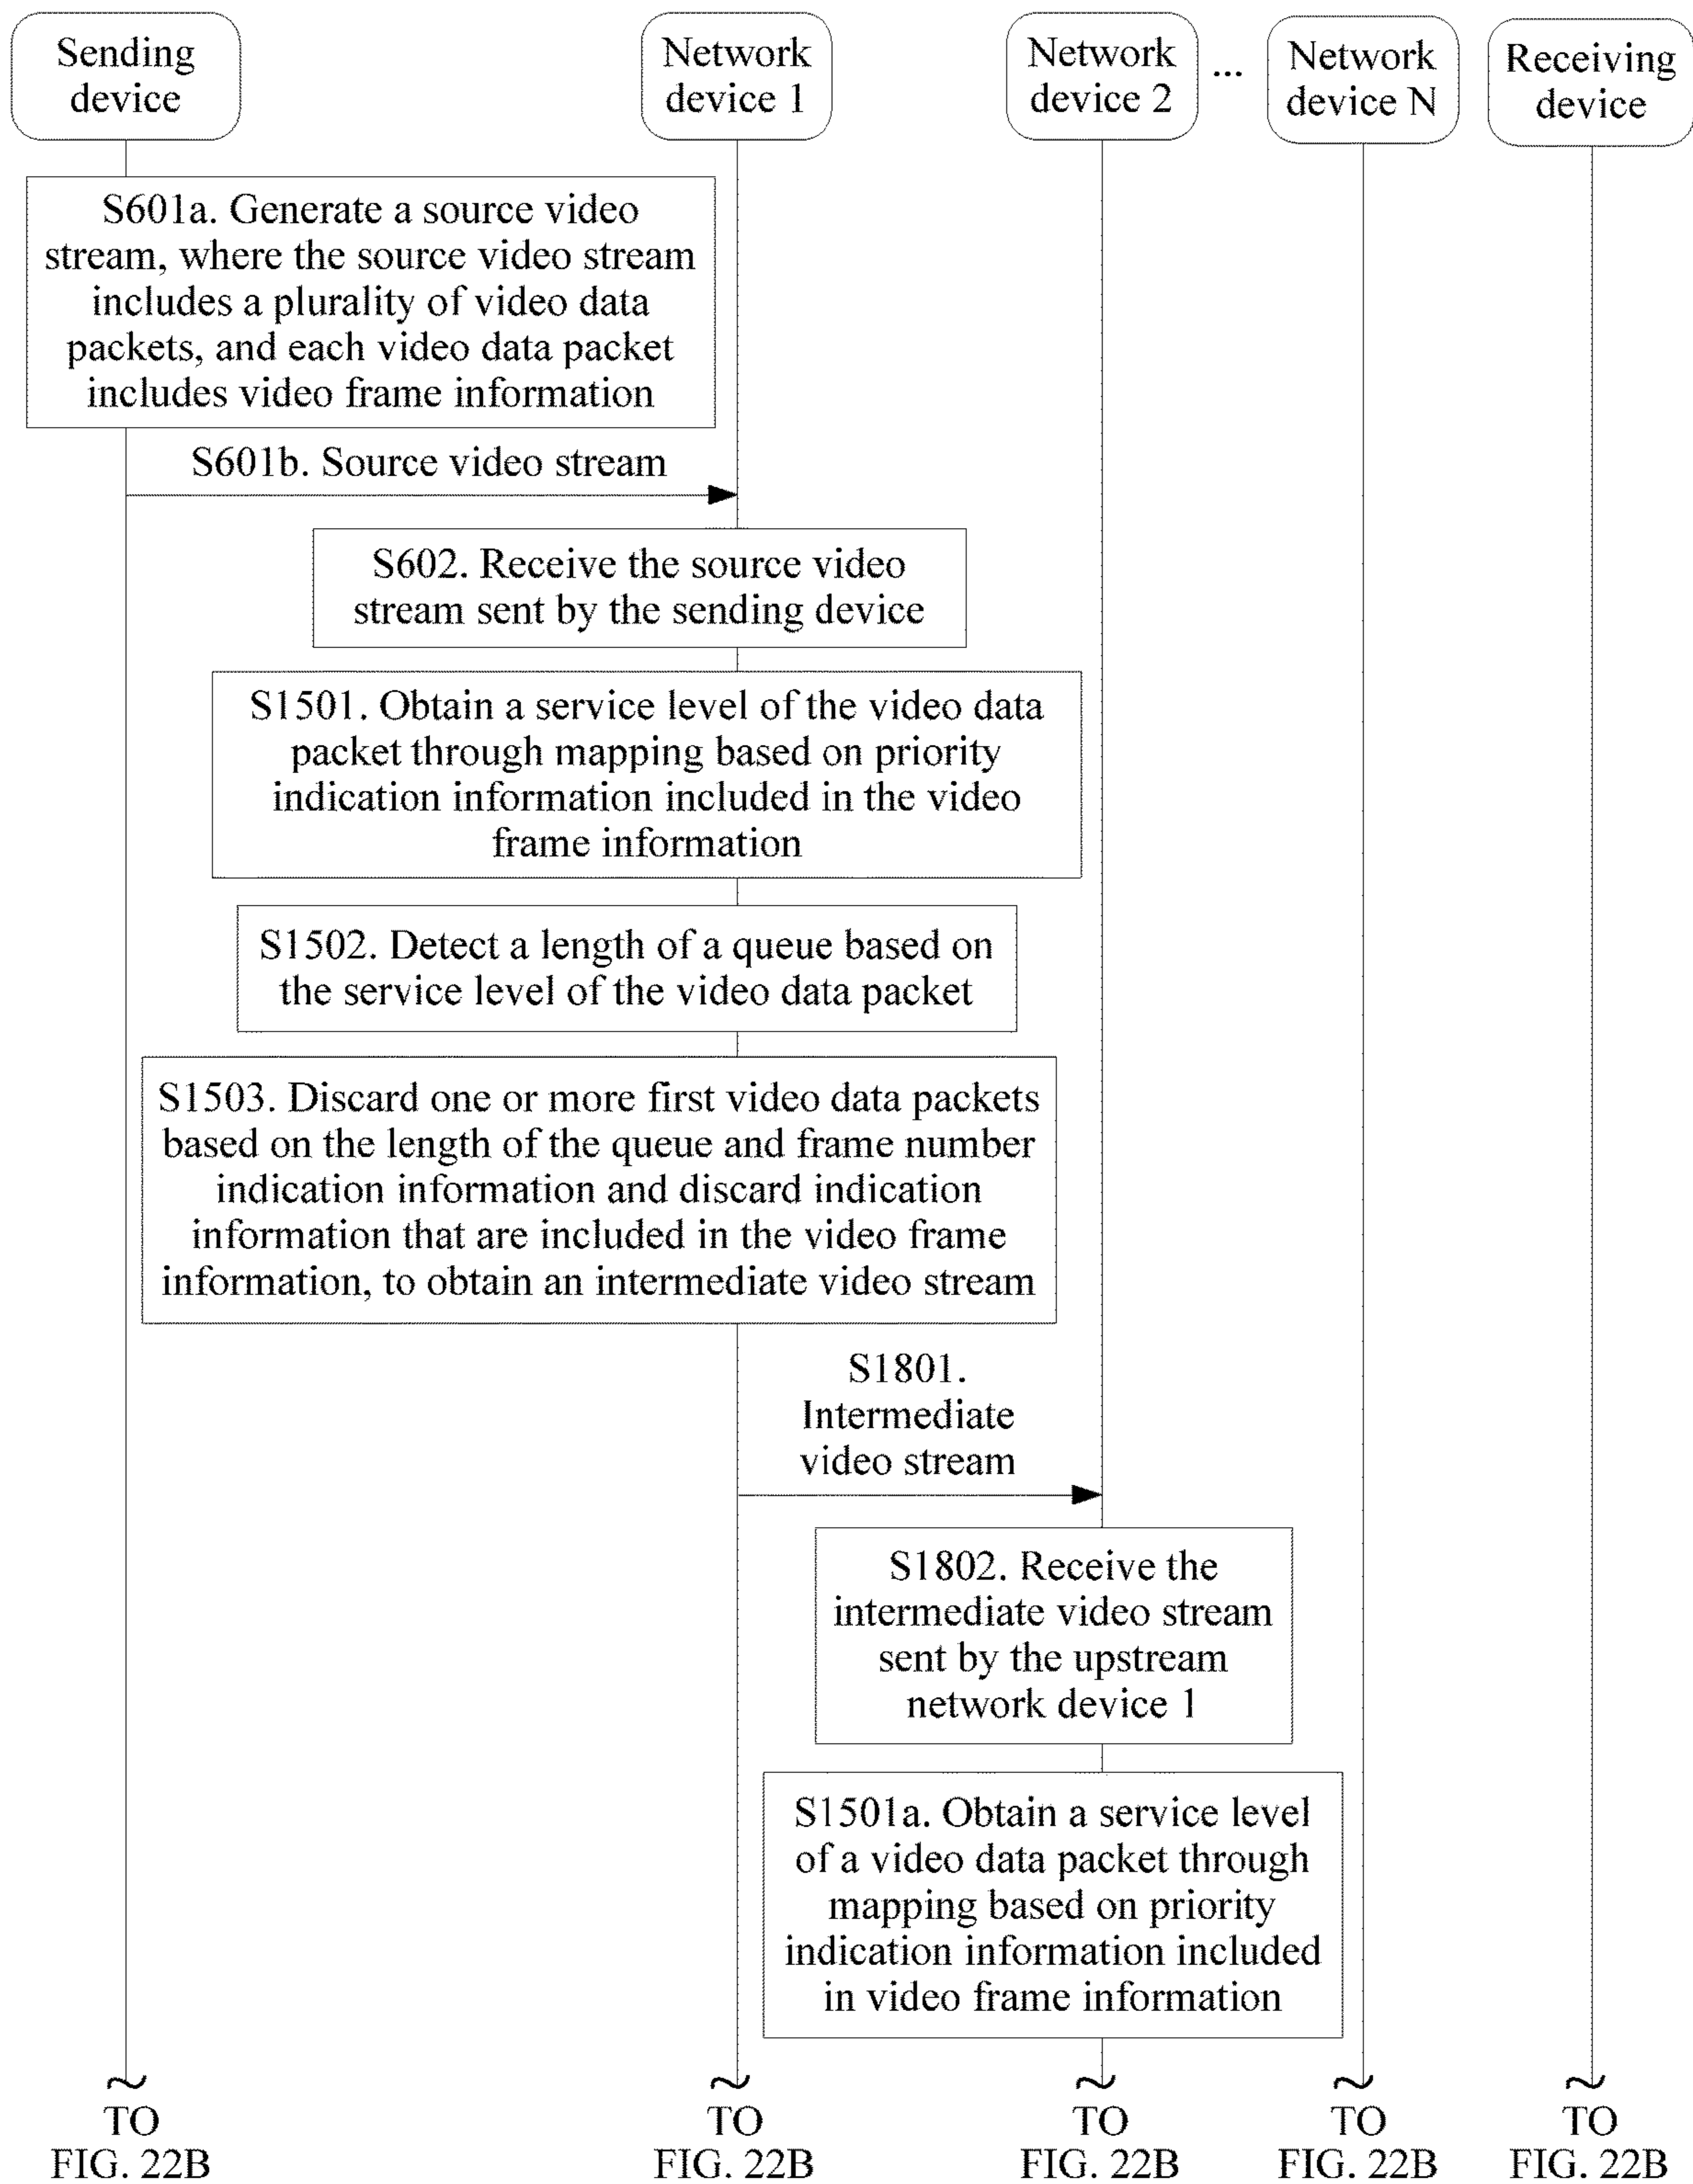 Sending
device
Network
device 1
Network
device 2
...
Network
device N
Receiving
device
S601a. Generate a source video
stream, where the source video stream
includes a plurality of video data
packets, and each video data packet
includes video frame information
S601b. Source video stream
S602. Receive the source video
stream sent by the sending device
S1501. Obtain a service level of the video data
packet through mapping based on priority
indication information included in the video
frame information
S1502. Detect a length of a queue based on
the service level of the video data packet
S1503. Discard one or more first video data packets
based on the length of the queue and frame number
indication information and discard indication
information that are included in the video frame
information, to obtain an intermediate video stream
S1801.
Intermediate
video stream
S1802. Receive the
intermediate video stream
sent by the upstream
network device 1
S1501a. Obtain a service level
of a video data packet through
mapping based on priority
indication information included
in video frame information
TO
FIG. 22B
TO
FIG. 22B
TO
FIG. 22B
TO
FIG. 22B
TO
FIG. 22B